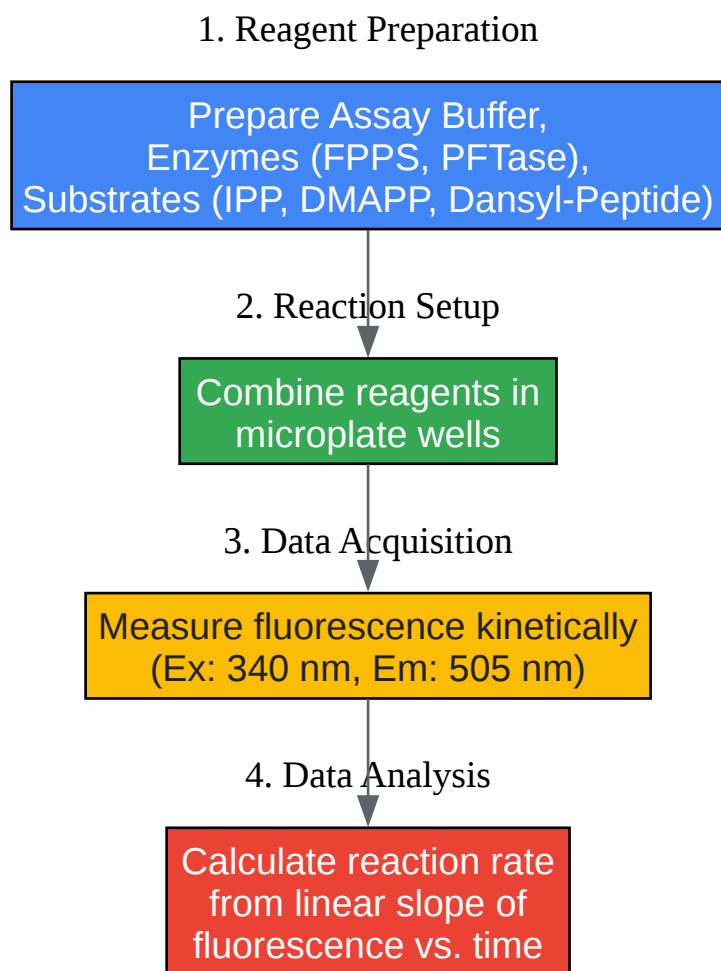 1. Reagent Preparation
Prepare Assay Buffer,
Enzymes (FPPS, PFTase),
Substrates (IPP, DMAPP, Dansyl-Peptide)
2. Reaction Setup
Combine reagents in
microplate wells
3. Data Acquisition
Measure fluorescence kinetically
(Ex: 340 nm, Em: 505 nm)
4. Data Analysis
Calculate reaction rate
from linear slope of
fluorescence vs. time